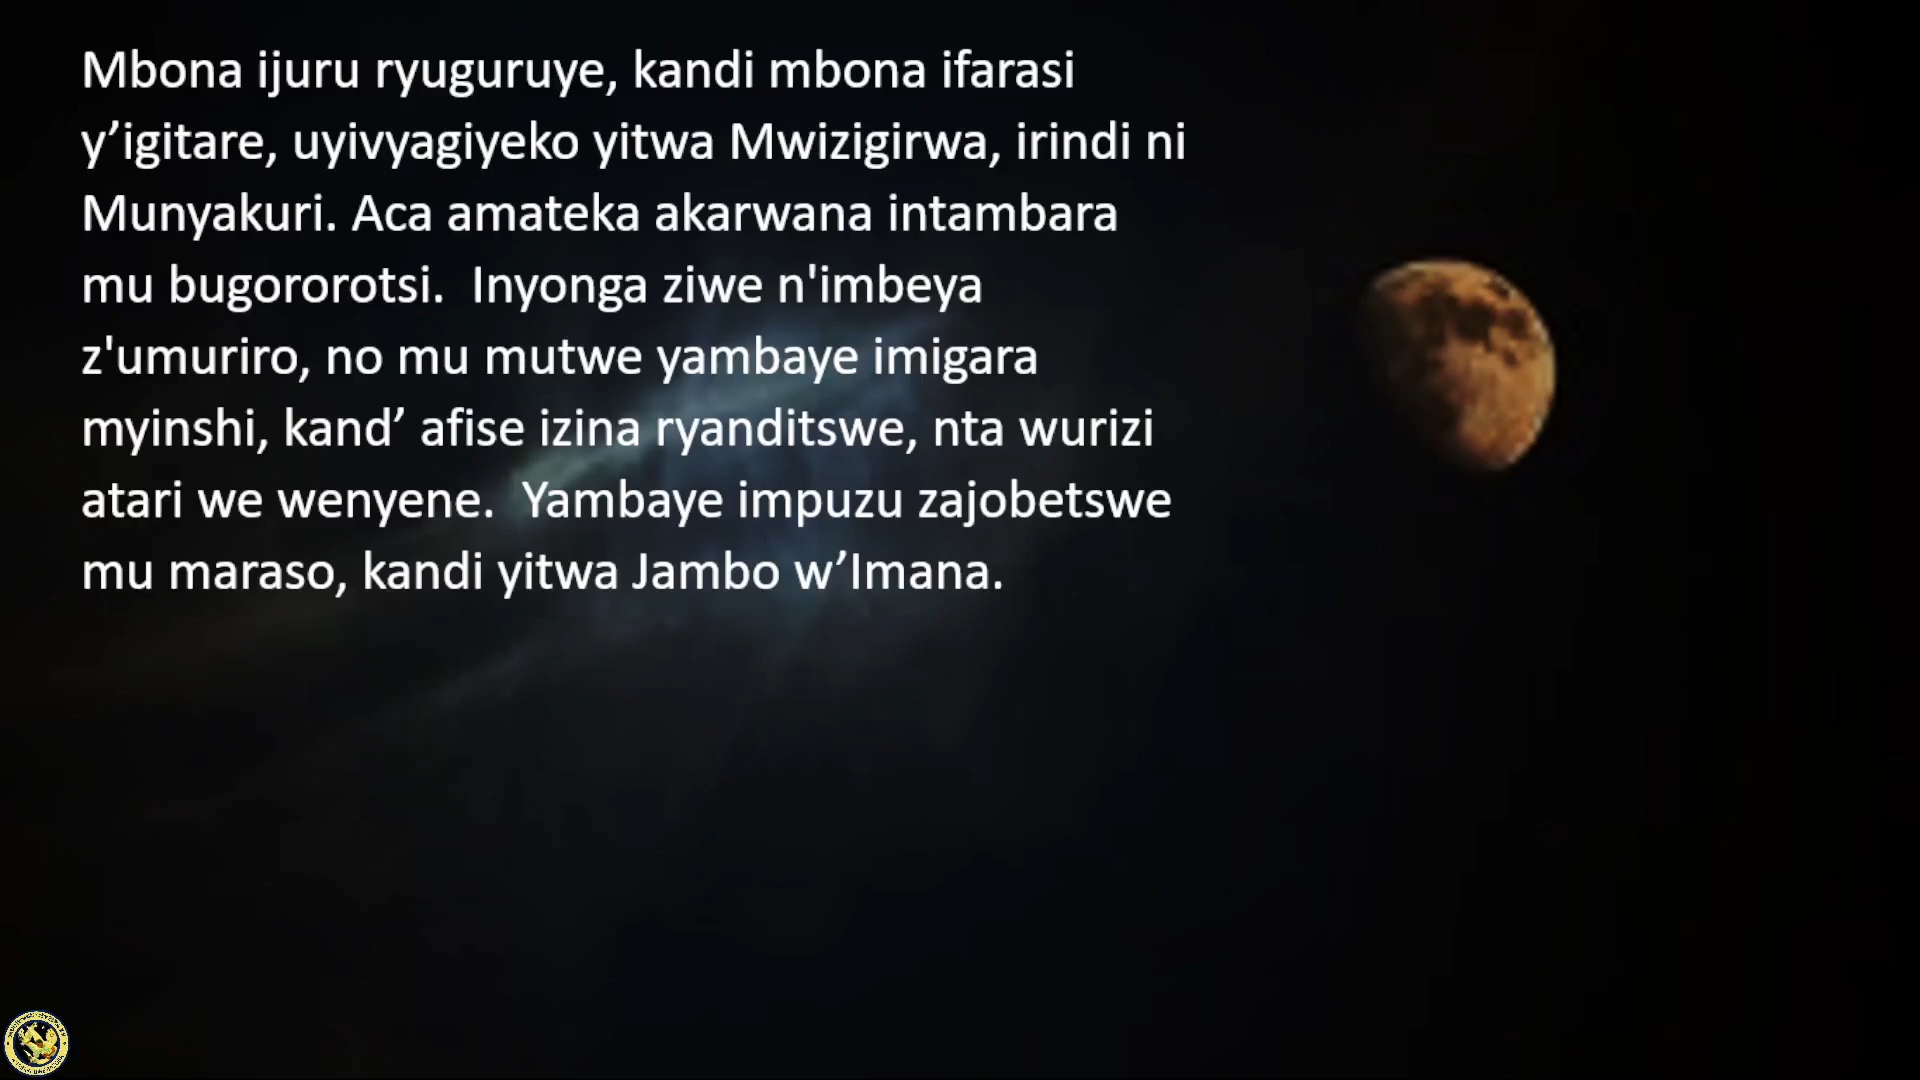 Mbona ijuru ryuguruye, kandi mbona ifarasi
y’igitare, uyivyagiyeko yitwa Mwizigirwa, irindi ni
Munyakuri. Aca amateka akarwana intambara
mu bugororotsi.  Inyonga ziwe n'imbeya
z'umuriro, no mu mutwe yambaye imigara
myinshi, kand’ afise izina ryanditswe, nta wurizi
atari we wenyene.  Yambaye impuzu zajobetswe
mu maraso, kandi yitwa Jambo w’Imana.